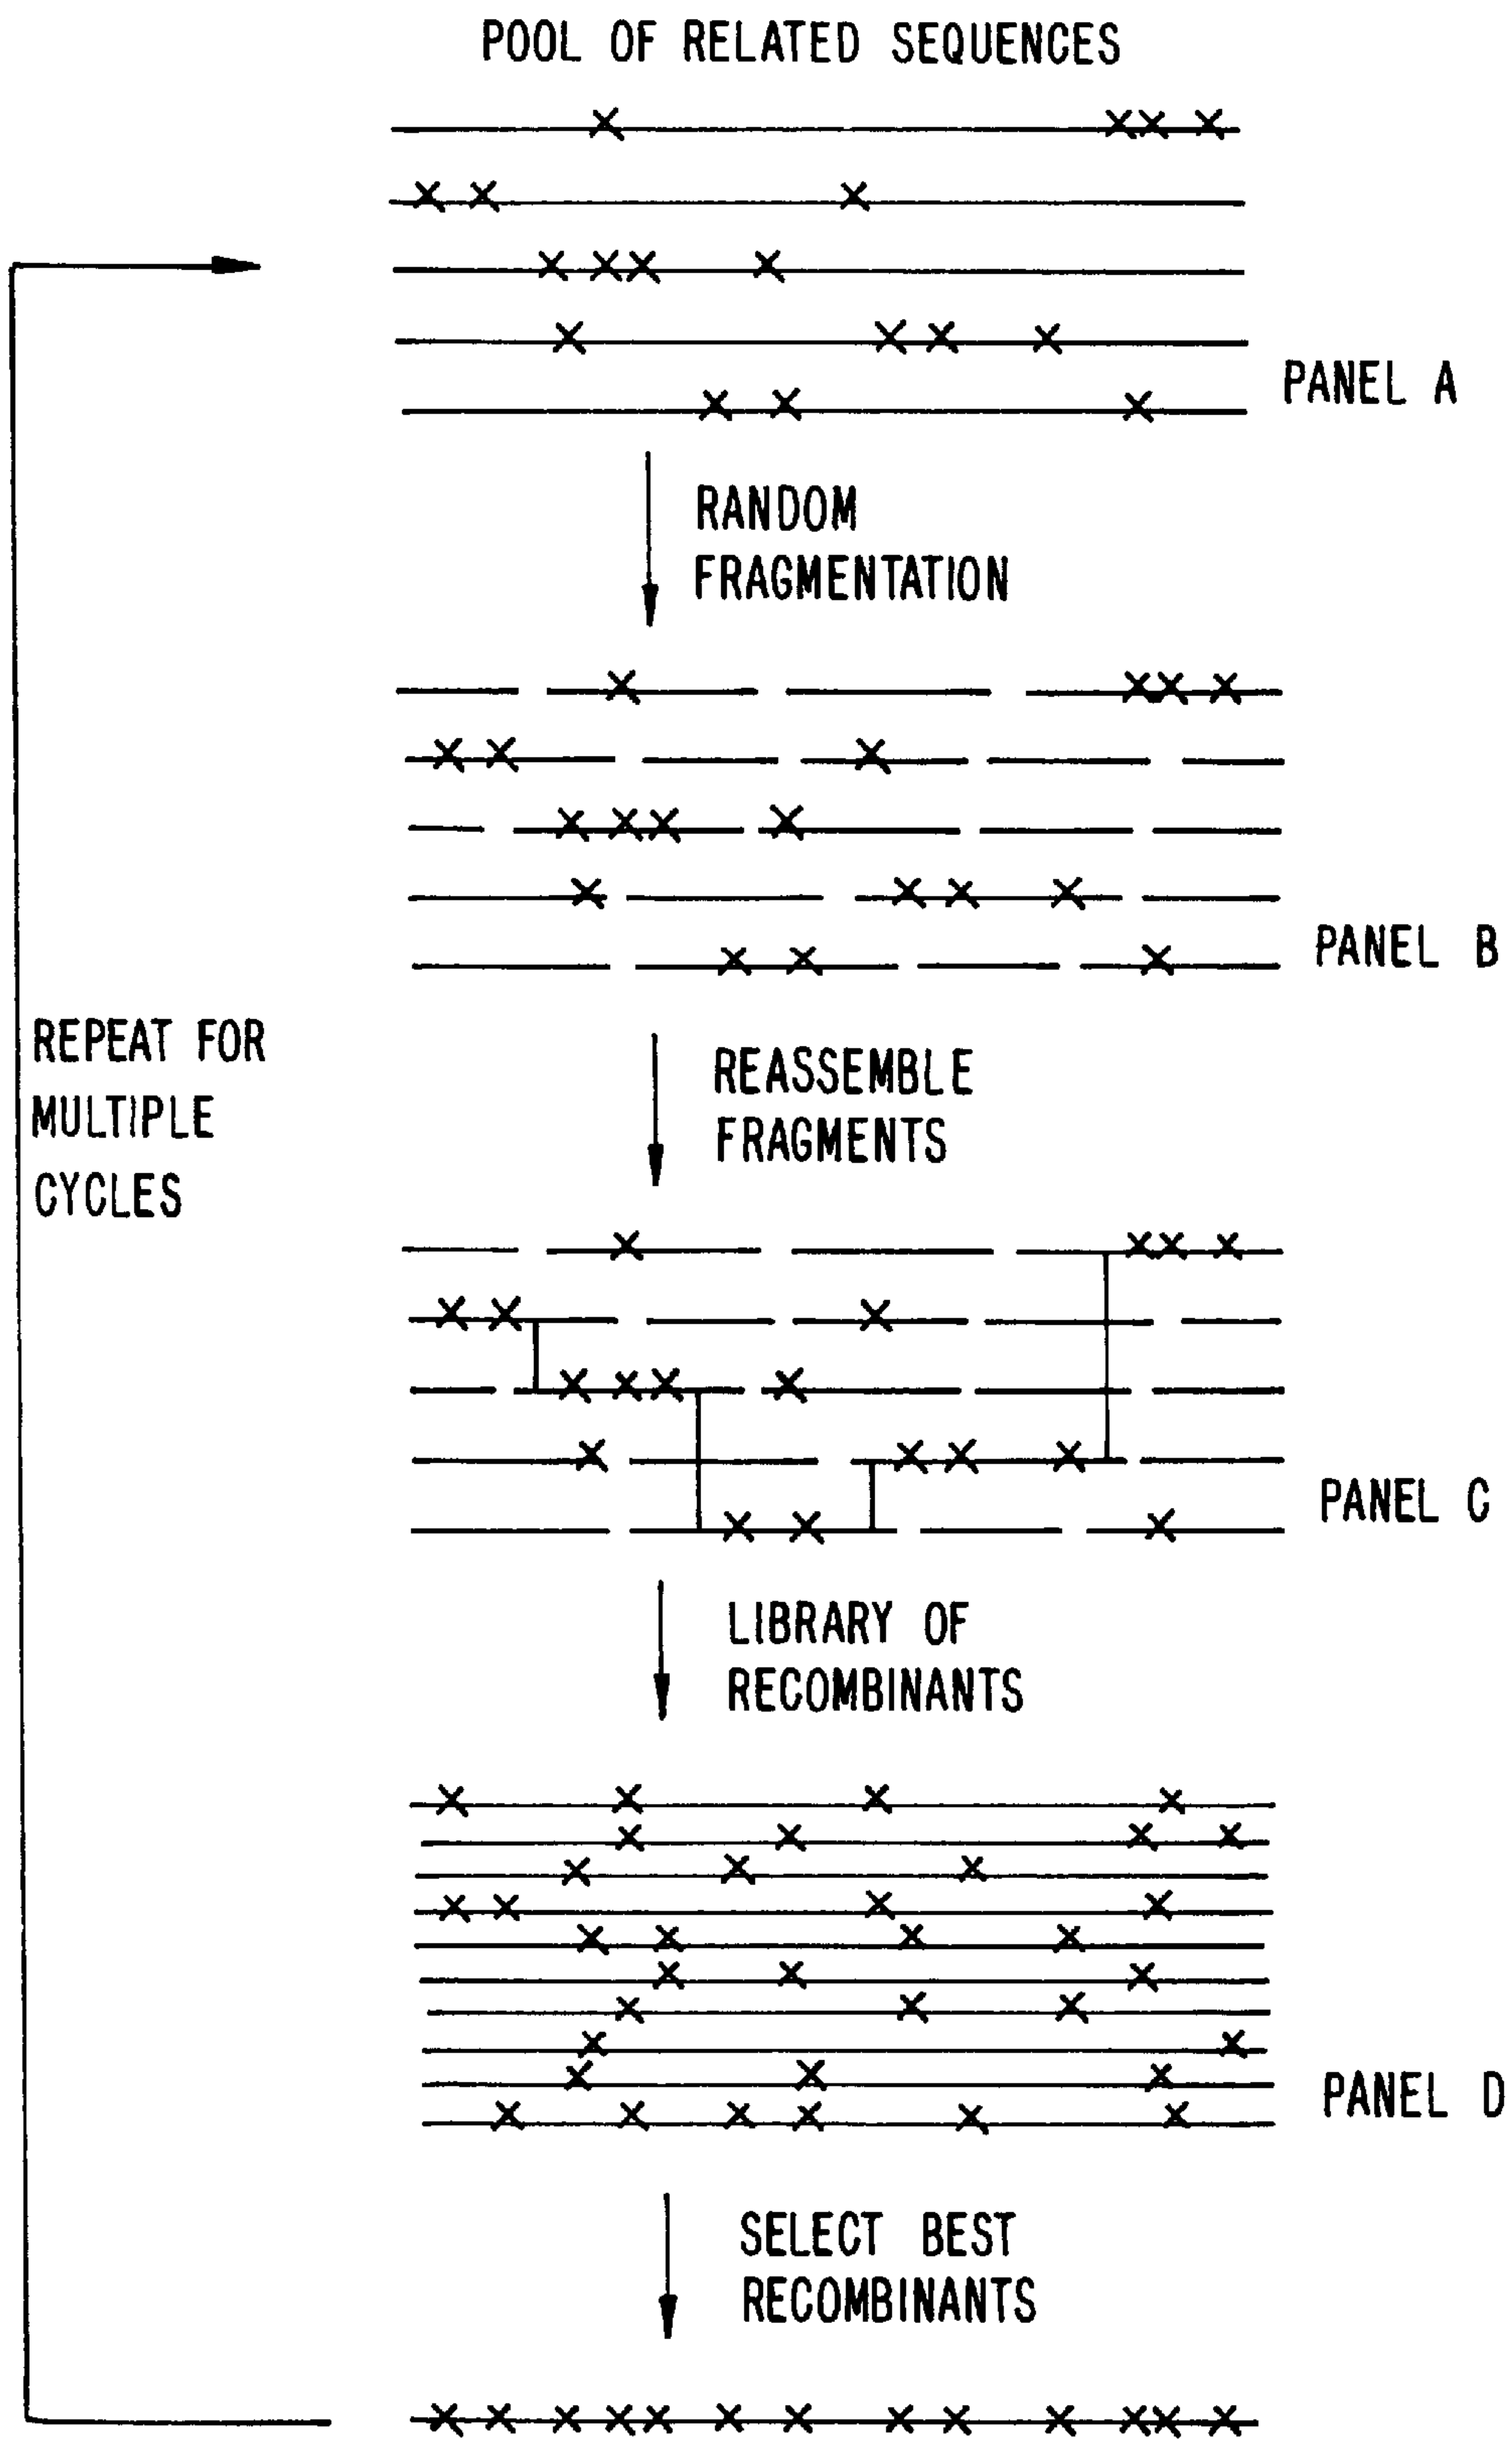 POOL OF RELATED SEQUENCES
PANEL A
RANDOM
FRAGMENTATION
PANEL B
REASSEMBLE
FRAGMENTS
REPEAT FOR
MULTIPLE
CYCLES
PANEL C
LIBRARY OF
RECOMBINANTS
PANEL D
SELECT BEST
RECOMBINANTS